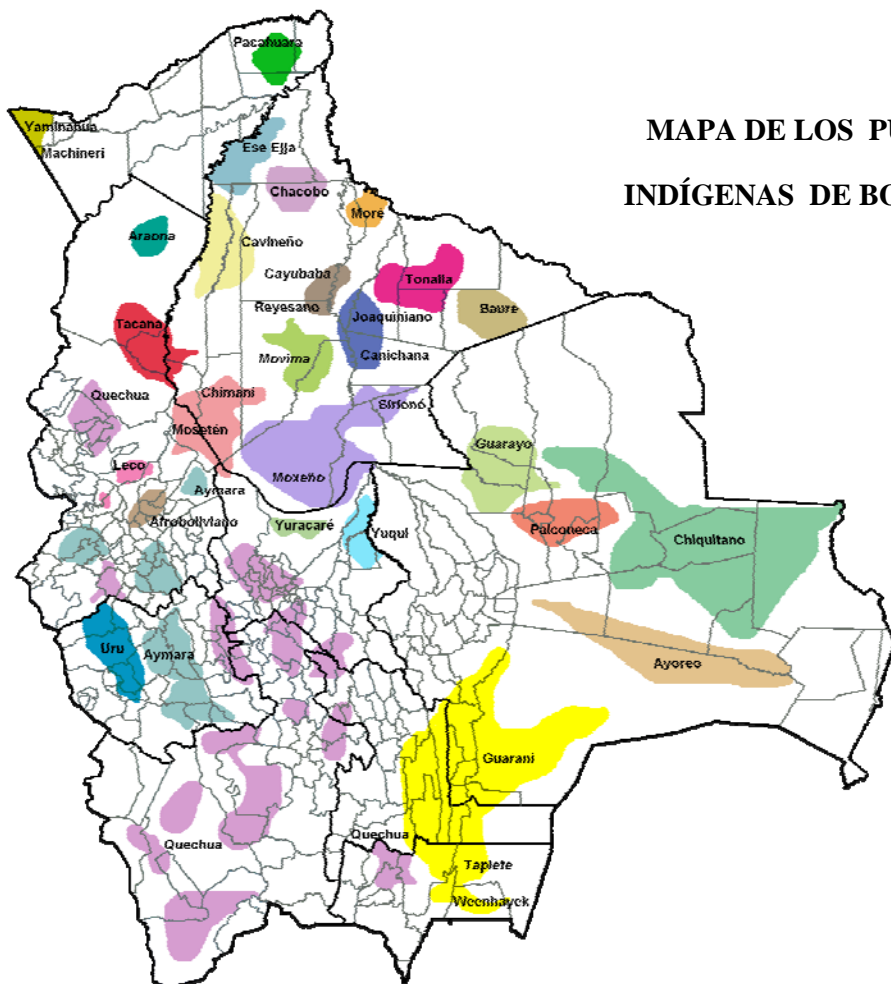 MAPA DE LOS PU
INDÍGENAS DE BO
Pacahuara
Yaminahua
Machineri
Ese Ejja
Chacobo
Moré
Araona
Cavineño
Cayubaba
Tonalla
Reyesano
Joaquiniano
Baure
Tacana
Movima
Canichana
Quechua
Chimani
Sirionó
Mosetén
Guarayo
Moxeño
Leco
Aymara
Afroboliviano
Yuracaré
Yuqui
Paiconeca
Chiquitano
Uru
Aymara
Ayoreo
Guaraní
Quechua
Quechua
Tapiete
Weenhayek